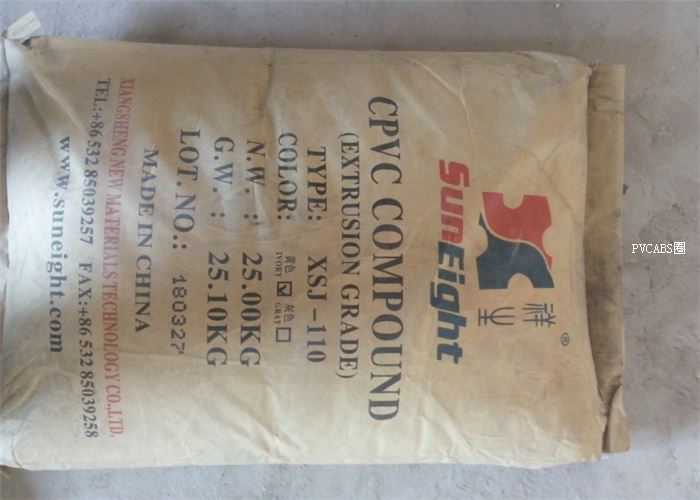 祥业®
SunEight
CPVC COMPOUND
(EXTRUSION GRADE)
TYPE: XSJ-110
COLOR: 黄色 IVORY ☑ 灰色 GRAY □
N.W. : 25.00KG
G.W. : 25.10KG
LOT. NO.: 180327
MADE IN CHINA
XIANGSHENG NEW MATERIALS TECHNOLOGY CO.,LTD.
TEL:+86 532 85039257 FAX:+86 532 85039258
www.suneight.com
PVCABS圈